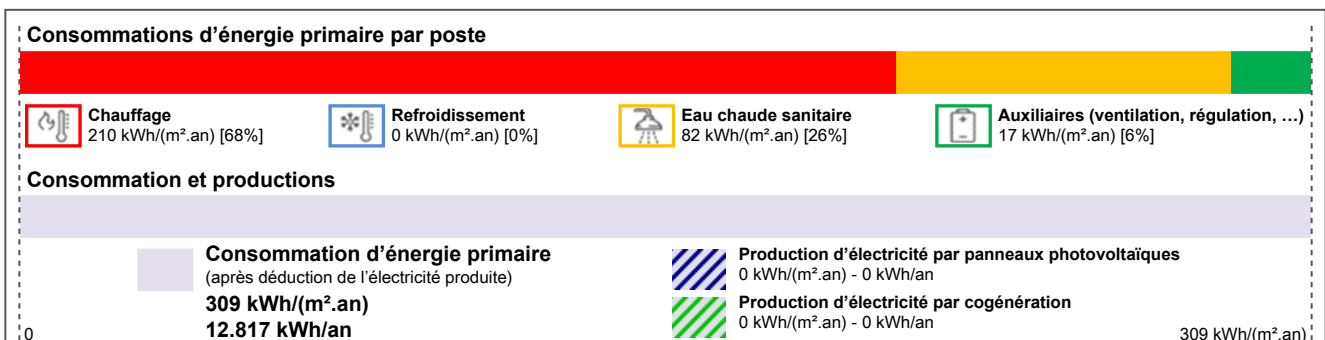 Consommations d’énergie primaire par poste
Chauffage
210 kWh/(m².an) [68%]
Refroidissement
0 kWh/(m².an) [0%]
Eau chaude sanitaire
82 kWh/(m².an) [26%]
Auxiliaires (ventilation, régulation, …)
17 kWh/(m².an) [6%]
Consommation et productions
Consommation d’énergie primaire
(après déduction de l’électricité produite)
309 kWh/(m².an)
12.817 kWh/an
Production d’électricité par panneaux photovoltaïques
0 kWh/(m².an) - 0 kWh/an
Production d’électricité par cogénération
0 kWh/(m².an) - 0 kWh/an
0
309 kWh/(m².an)